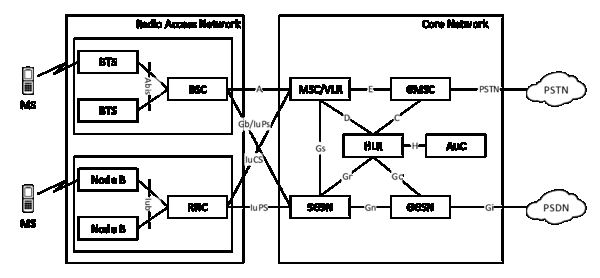 Radio Access Network
Core Network
BTS
BTS
Abis
BSC
A
MSC/VLR
E
GMSC
PSTN
PSTN
MS
Gb/IuPs
D
C
IuCS
Gs
HLR
H
AuC
Node B
Node B
Iub
RNC
IuPS
Gr
Gc
SGSN
Gn
GGSN
Gi
PSDN
MS